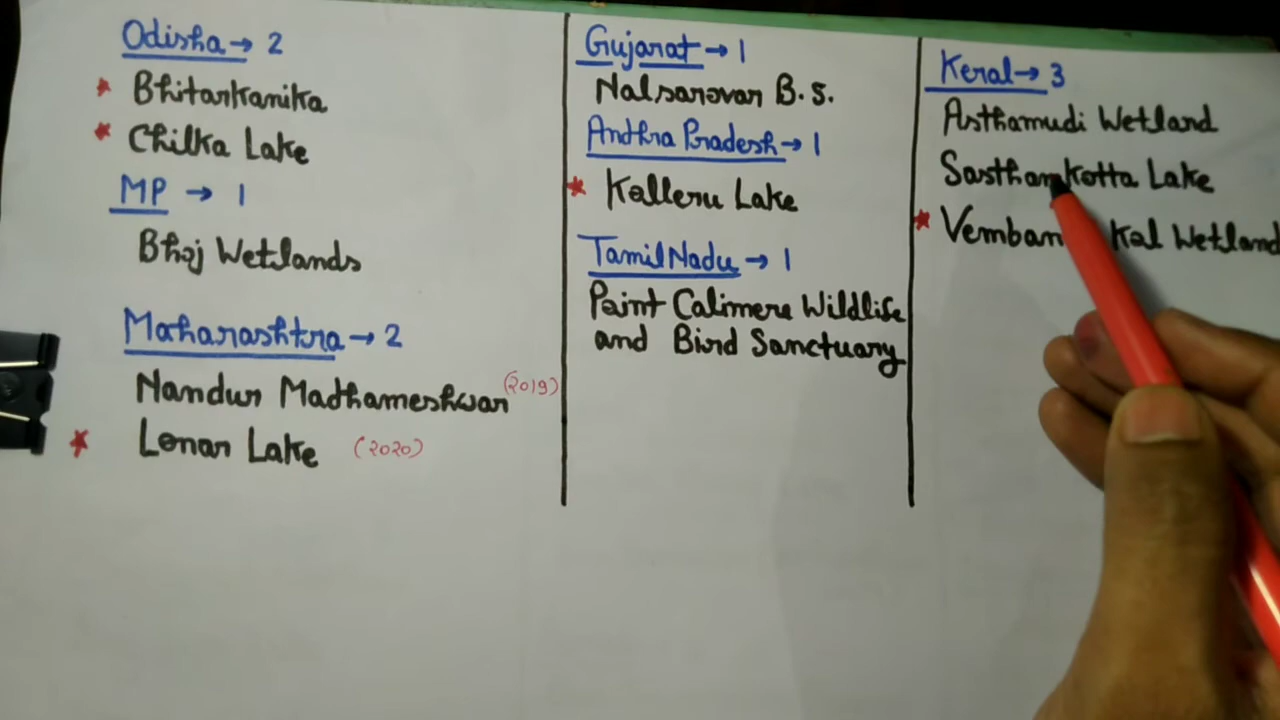 Odisha → 2
Bhitarkanika
Chilka Lake
MP → 1
Bhoj Wetlands
Maharashtra → 2
Nandur Madhameshwar (2019)
Lonar Lake (2020)
Gujarat → 1
Nalsarovar B.S.
Andhra Pradesh → 1
Kolleru Lake
Tamil Nadu → 1
Point Calimere Wildlife
and Bird Sanctuary
Keral → 3
Asthamudi Wetland
Sasthamkotta Lake
Kol Wetland